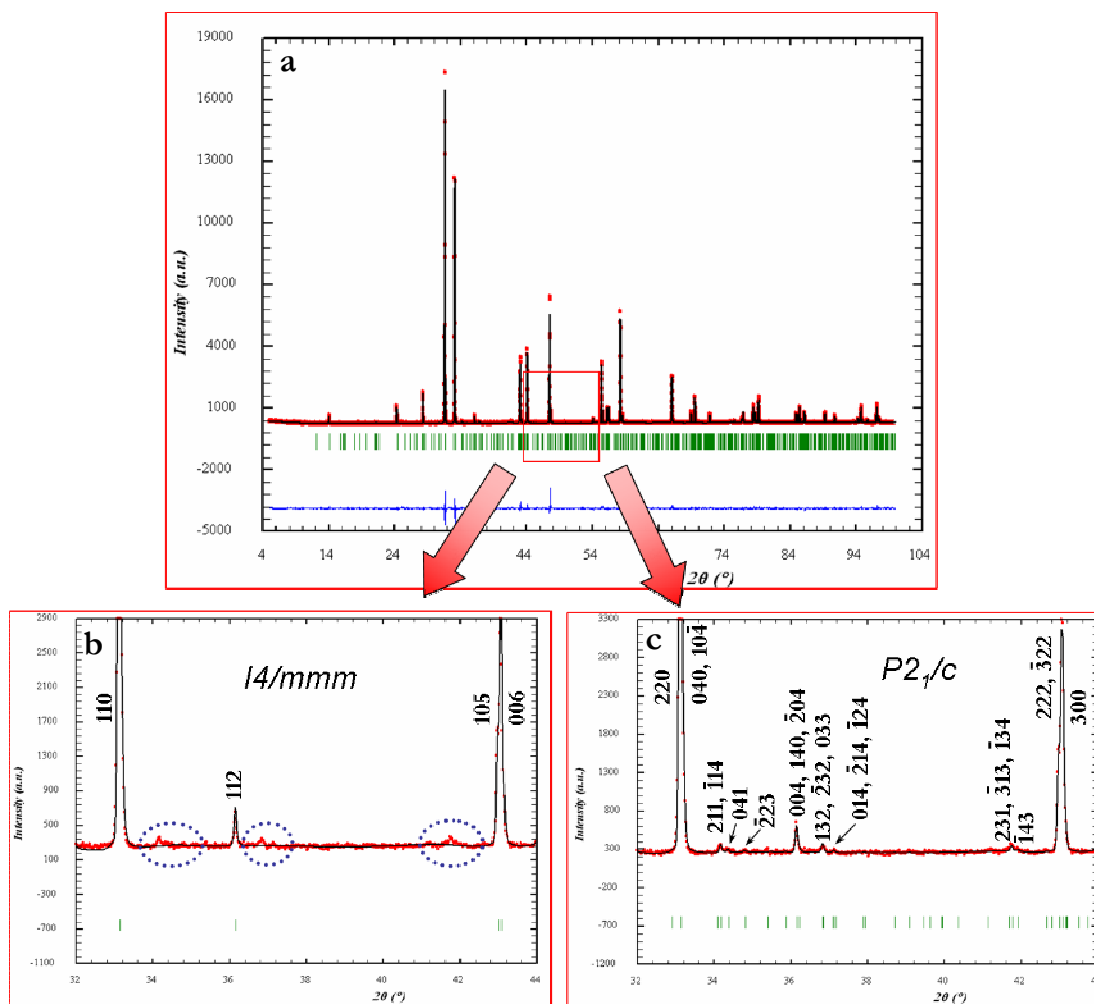 a
19000
16000
13000
10000
7000
4000
1000
-2000
-5000
Intensity (a.u.)
4 14 24 34 44 54 64 74 84 94 104
2θ (°)
b
I4/mmm
2900
2500
2100
1700
1300
900
500
100
-300
-700
-1100
Intensity (a.u.)
110
112
105
006
32 34 36 38 40 42 44
2θ (°)
c
P2₁/c
3300
2800
2300
1800
1300
800
300
-200
-700
-1200
Intensity (a.u.)
220
040, 104̄
211, 1̄14
041
2̄23
004, 140, 2̄04
1̄32, 2̄32, 033
014, 2̄14, 1̄24
231, 3̄13, 1̄34
1̄43
222, 3̄22
300
32 34 36 38 40 42 4
2θ (°)